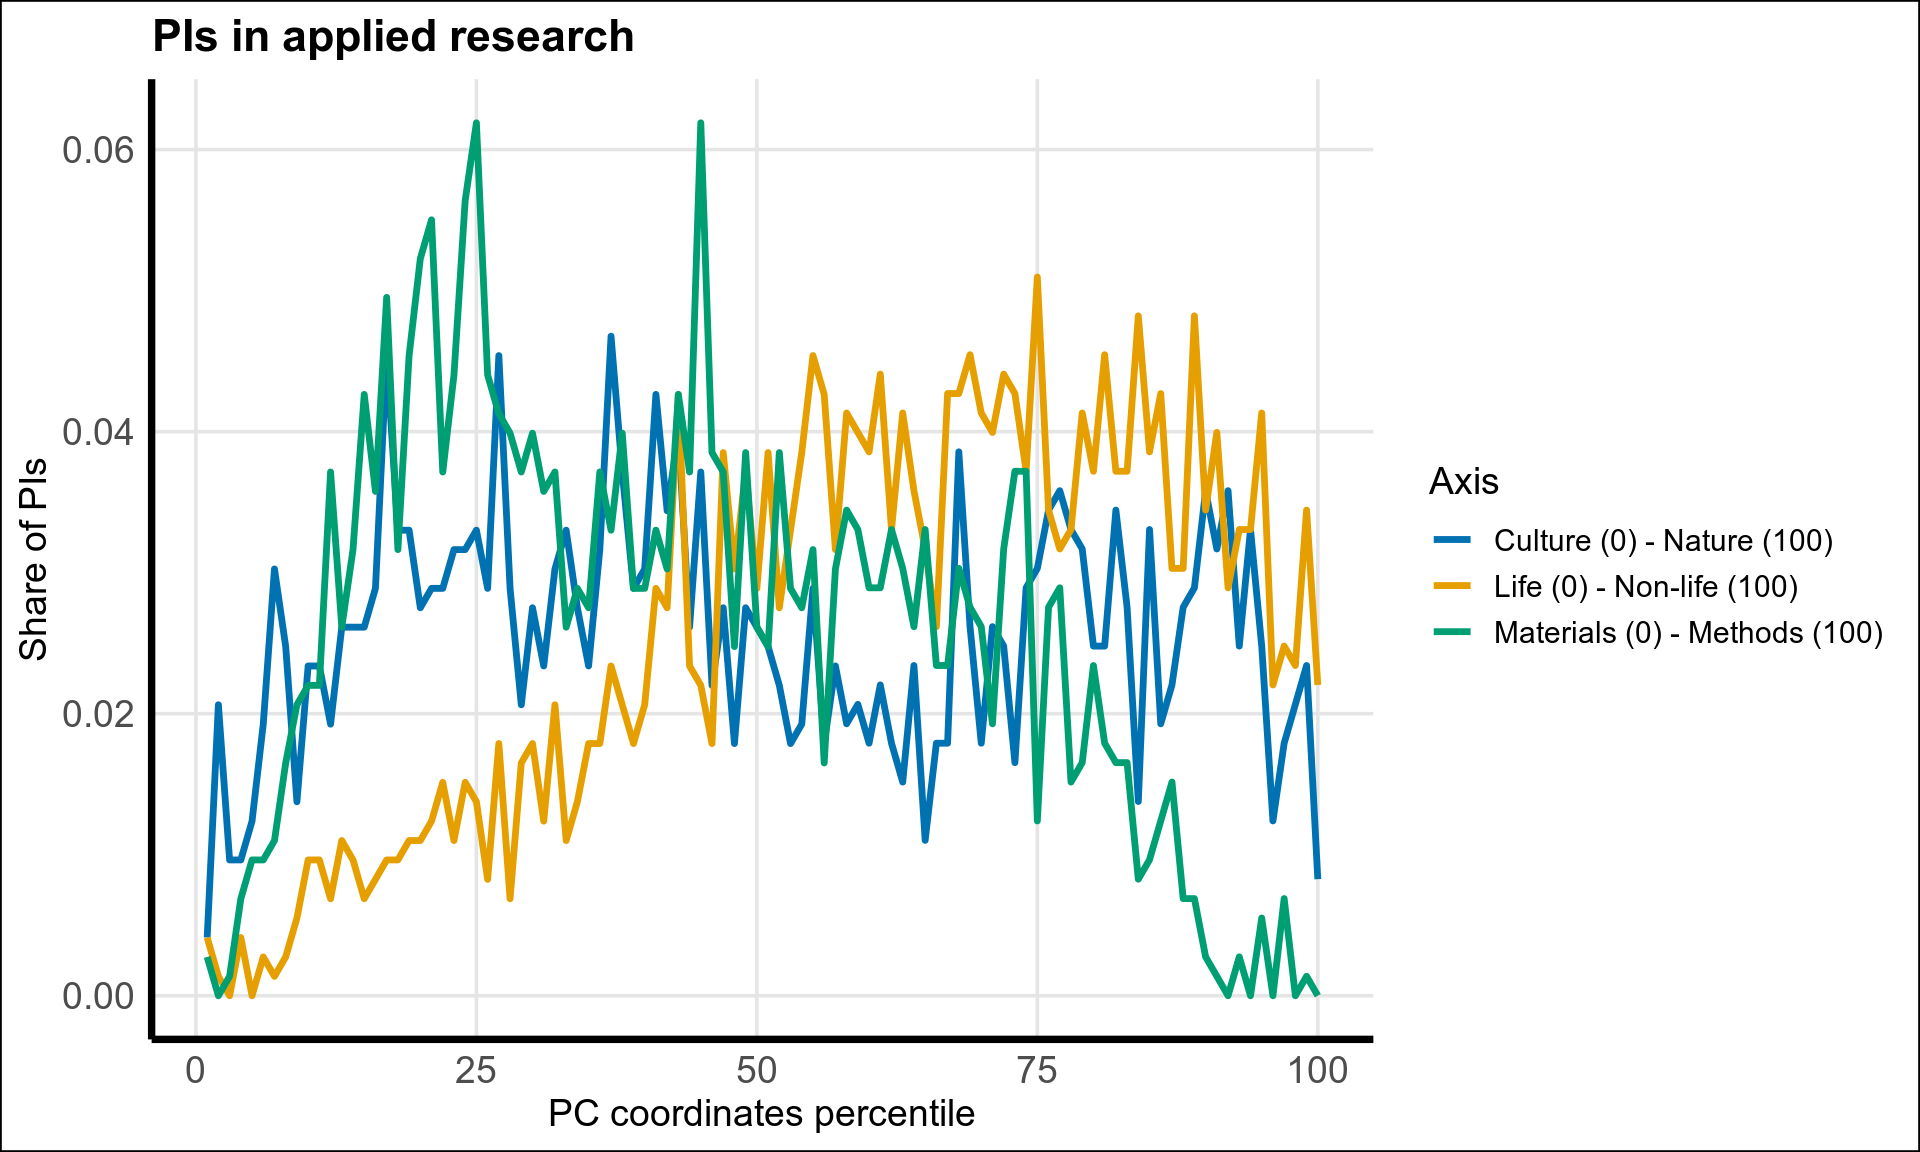 PIs in applied research
0.06
0.04
0.02
0.00
Share of PIs
0 25 50 75 100
PC coordinates percentile
Axis
Culture (0) - Nature (100)
Life (0) - Non-life (100)
Materials (0) - Methods (100)